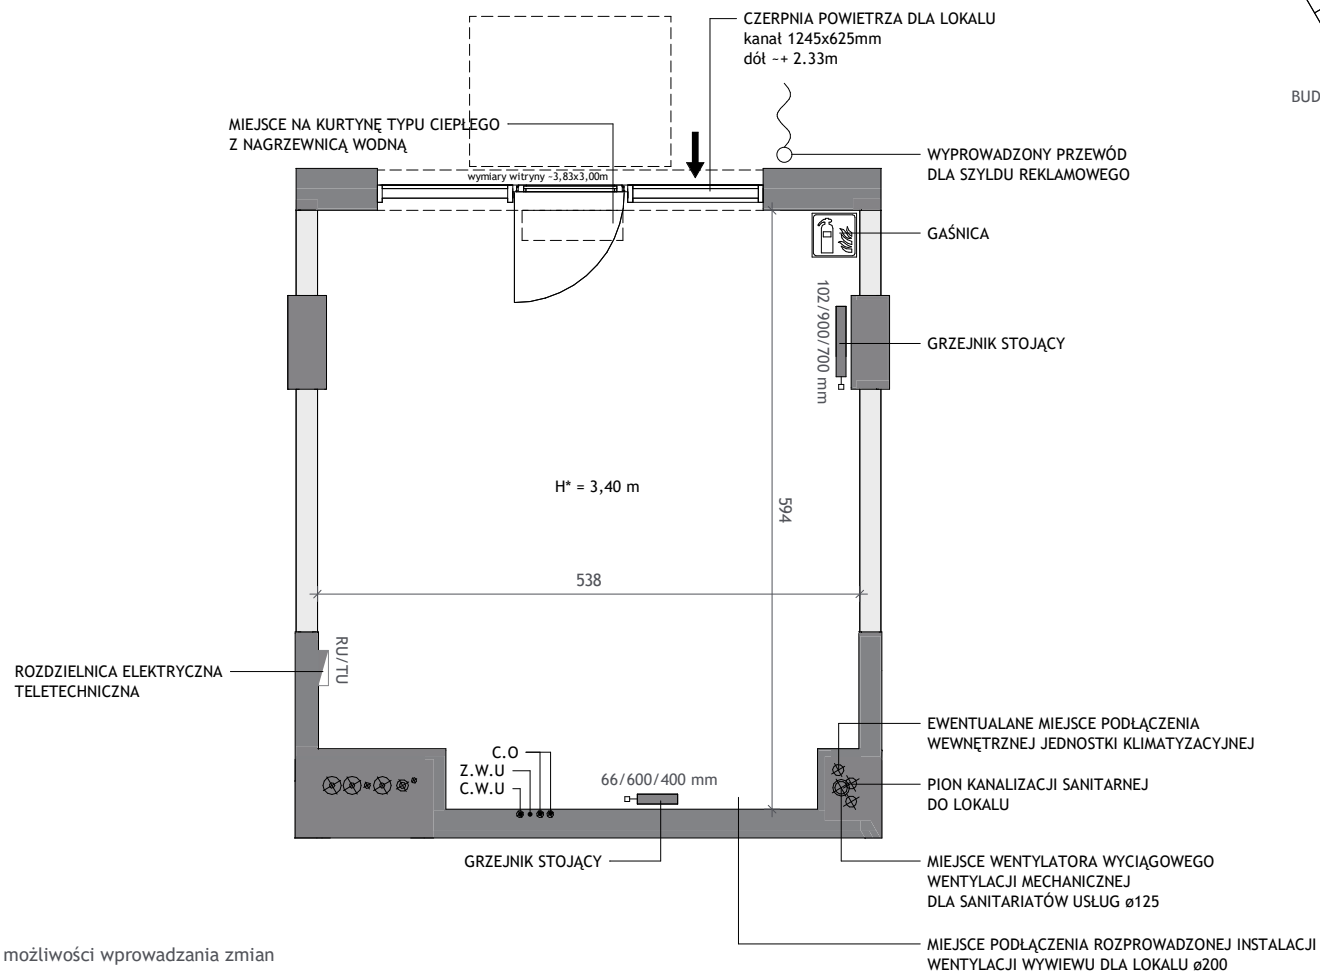 CZERPNIA POWIETRZA DLA LOKALU
kanał 1245x625mm
dół ~+ 2.33m
BUD
MIEJSCE NA KURTYNĘ TYPU CIEPŁEGO
Z NAGRZEWNICĄ WODNĄ
WYPROWADZONY PRZEWÓD
DLA SZYLDU REKLAMOWEGO
wymiary witryny ~3,83x3,00m
GAŚNICA
102/900/700 mm
GRZEJNIK STOJĄCY
H* = 3,40 m
594
538
RU/TU
ROZDZIELNICA ELEKTRYCZNA
TELETECHNICZNA
EWENTUALANE MIEJSCE PODŁĄCZENIA
WEWNĘTRZNEJ JEDNOSTKI KLIMATYZACYJNEJ
C.O
Z.W.U
C.W.U
66/600/400 mm
PION KANALIZACJI SANITARNEJ
DO LOKALU
GRZEJNIK STOJĄCY
MIEJSCE WENTYLATORA WYCIĄGOWEGO
WENTYLACJI MECHANICZNEJ
DLA SANITARIATÓW USŁUG ø125
możliwości wprowadzania zmian
MIEJSCE PODŁĄCZENIA ROZPROWADZONEJ INSTALACJI
WENTYLACJI WYWIEWU DLA LOKALU ø200